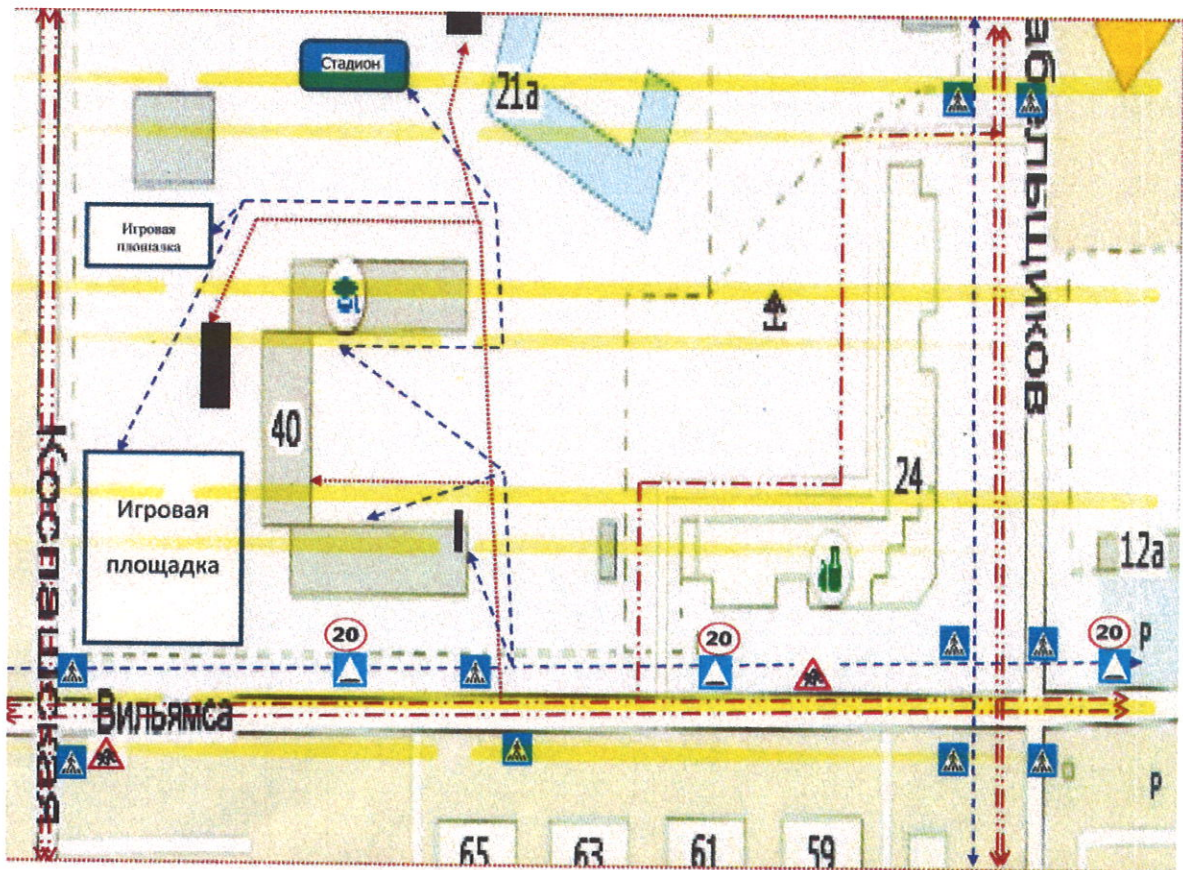 Стадион
21а
Игровая
площадка
40
24
Игровая
площадка
12а
20
20
20
Р
Вильямса
Р
65
63
61
59